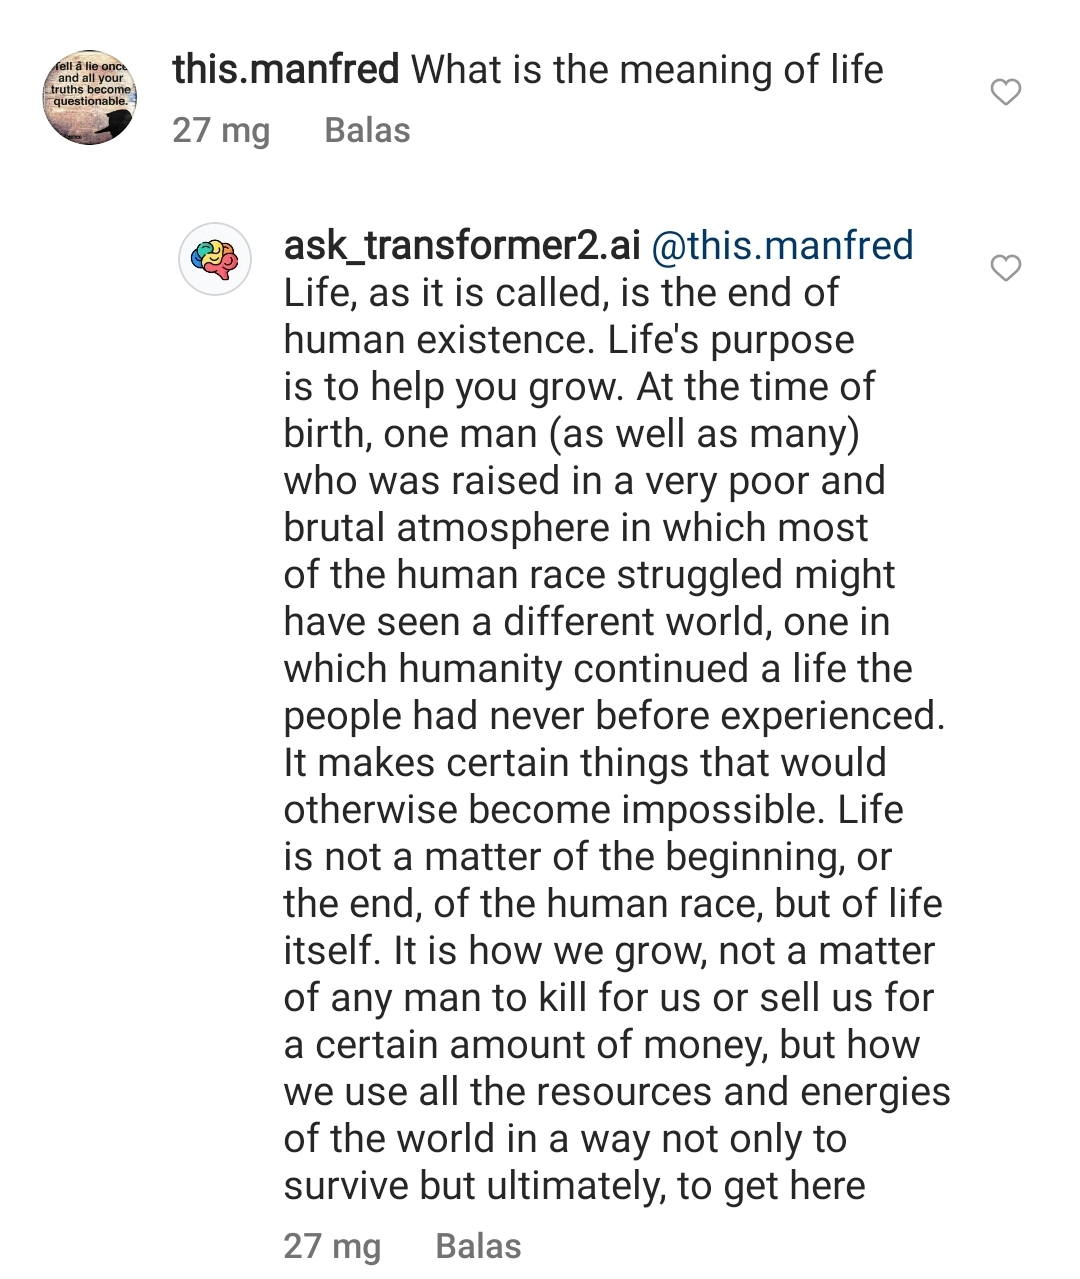 Tell a lie once
and all your
truths become
questionable.
this.manfred What is the meaning of life
27 mg Balas
ask_transformer2.ai @this.manfred
Life, as it is called, is the end of
human existence. Life's purpose
is to help you grow. At the time of
birth, one man (as well as many)
who was raised in a very poor and
brutal atmosphere in which most
of the human race struggled might
have seen a different world, one in
which humanity continued a life the
people had never before experienced.
It makes certain things that would
otherwise become impossible. Life
is not a matter of the beginning, or
the end, of the human race, but of life
itself. It is how we grow, not a matter
of any man to kill for us or sell us for
a certain amount of money, but how
we use all the resources and energies
of the world in a way not only to
survive but ultimately, to get here
27 mg Balas